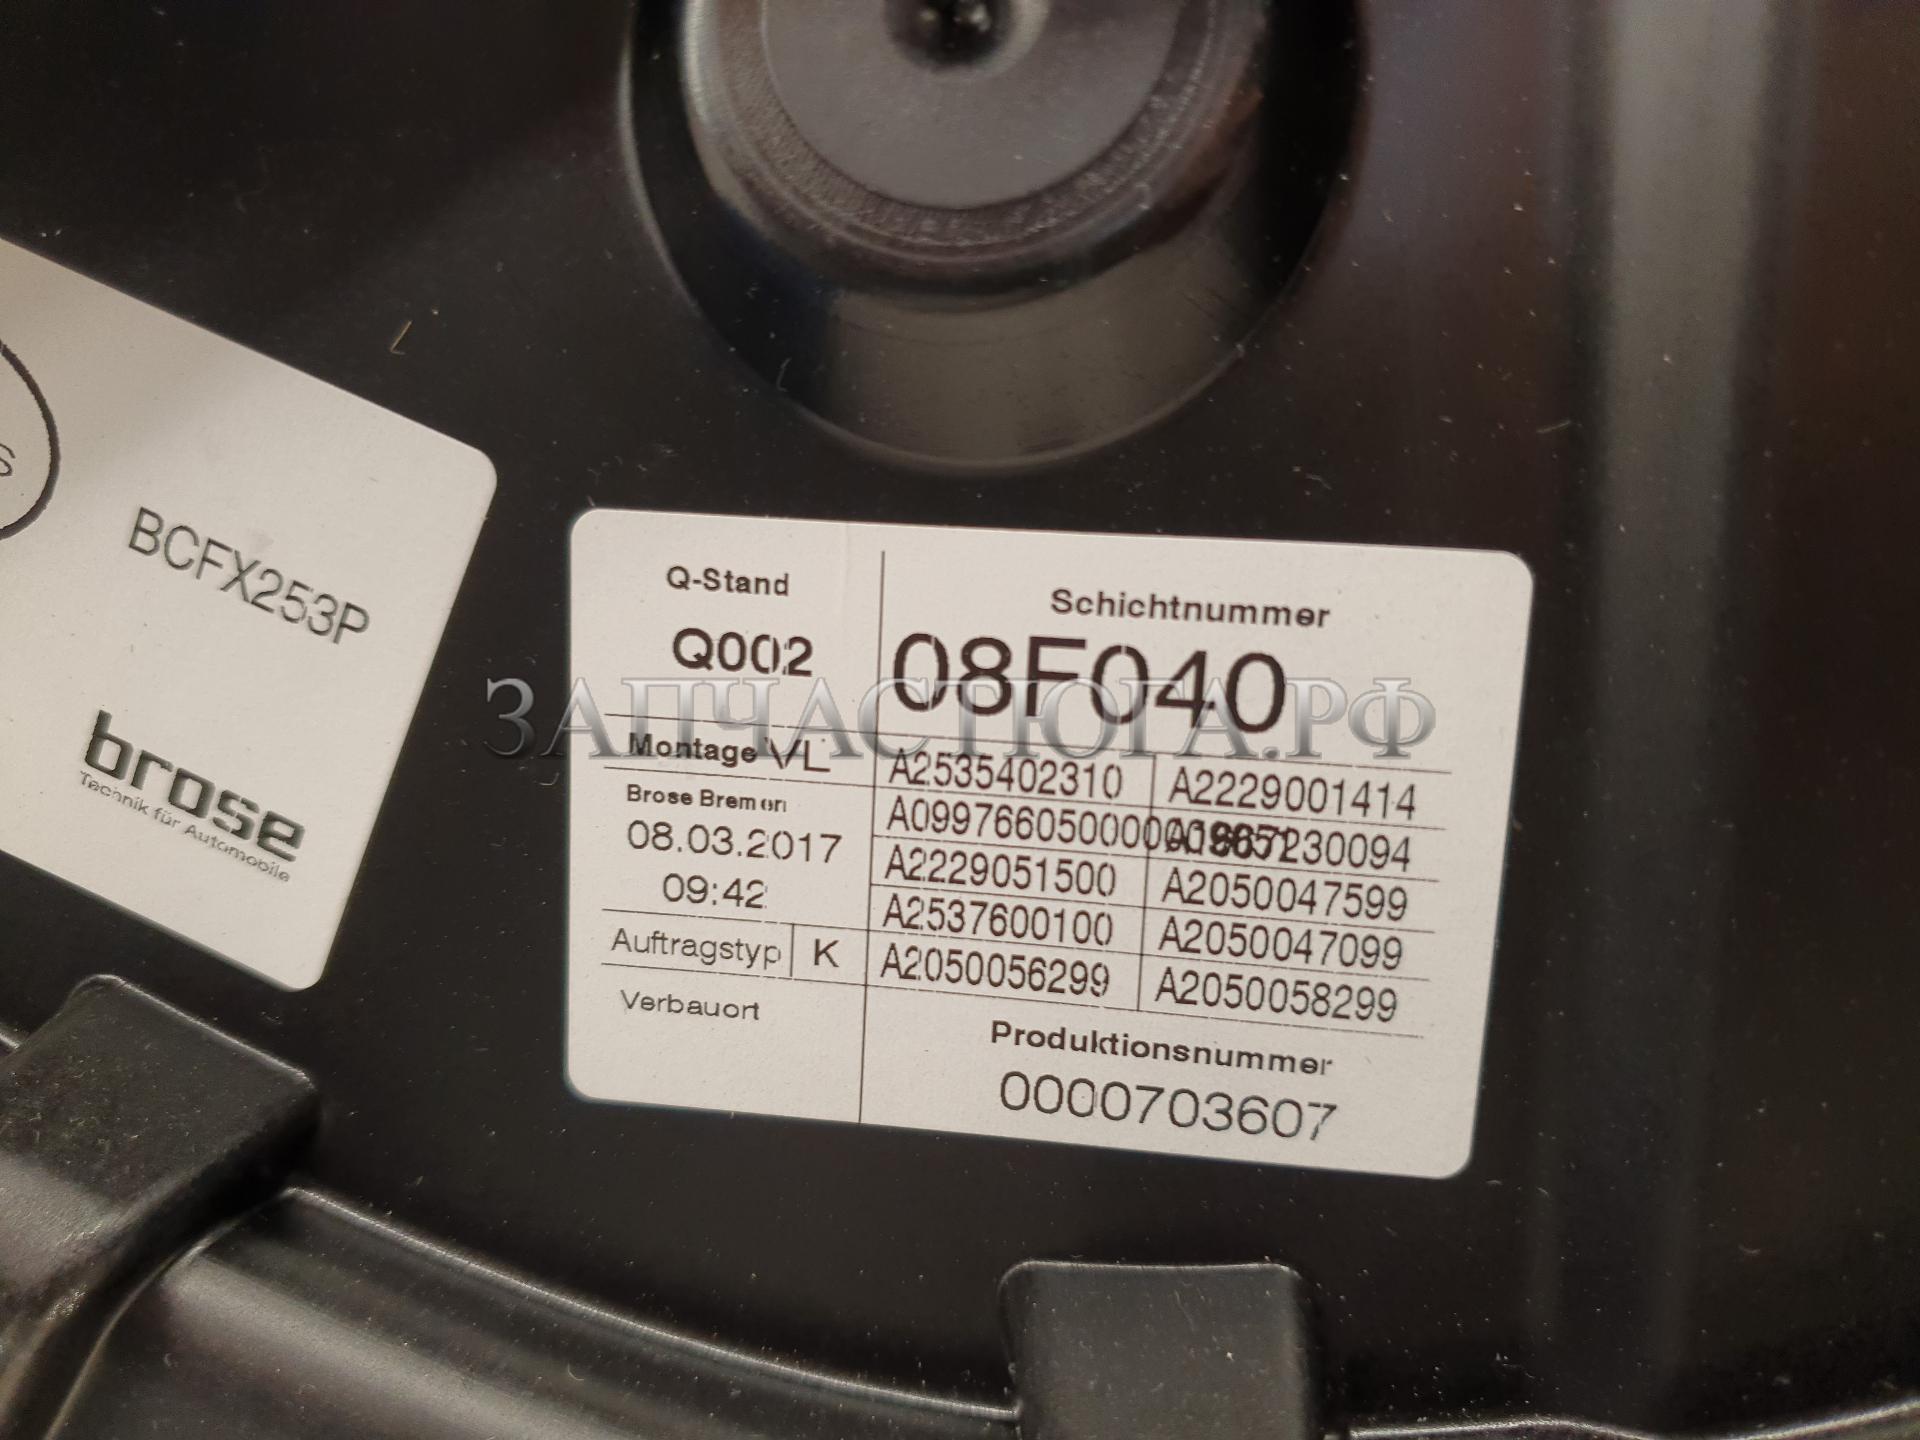 S
BCFX253P
brose
Technik für Automobile
Q-Stand
Q002
Schichtnummer
08F040
ЗАПЧАСТЮГА.РФ
Montage VL
Brose Bremen
08.03.2017
09:42
Auftragstyp K
Verbauort
A2535402310 A2229001414
A2229051500 A2050047599
A2537600100 A2050047099
A2050056299 A2050058299
Produktionsnummer
0000703607